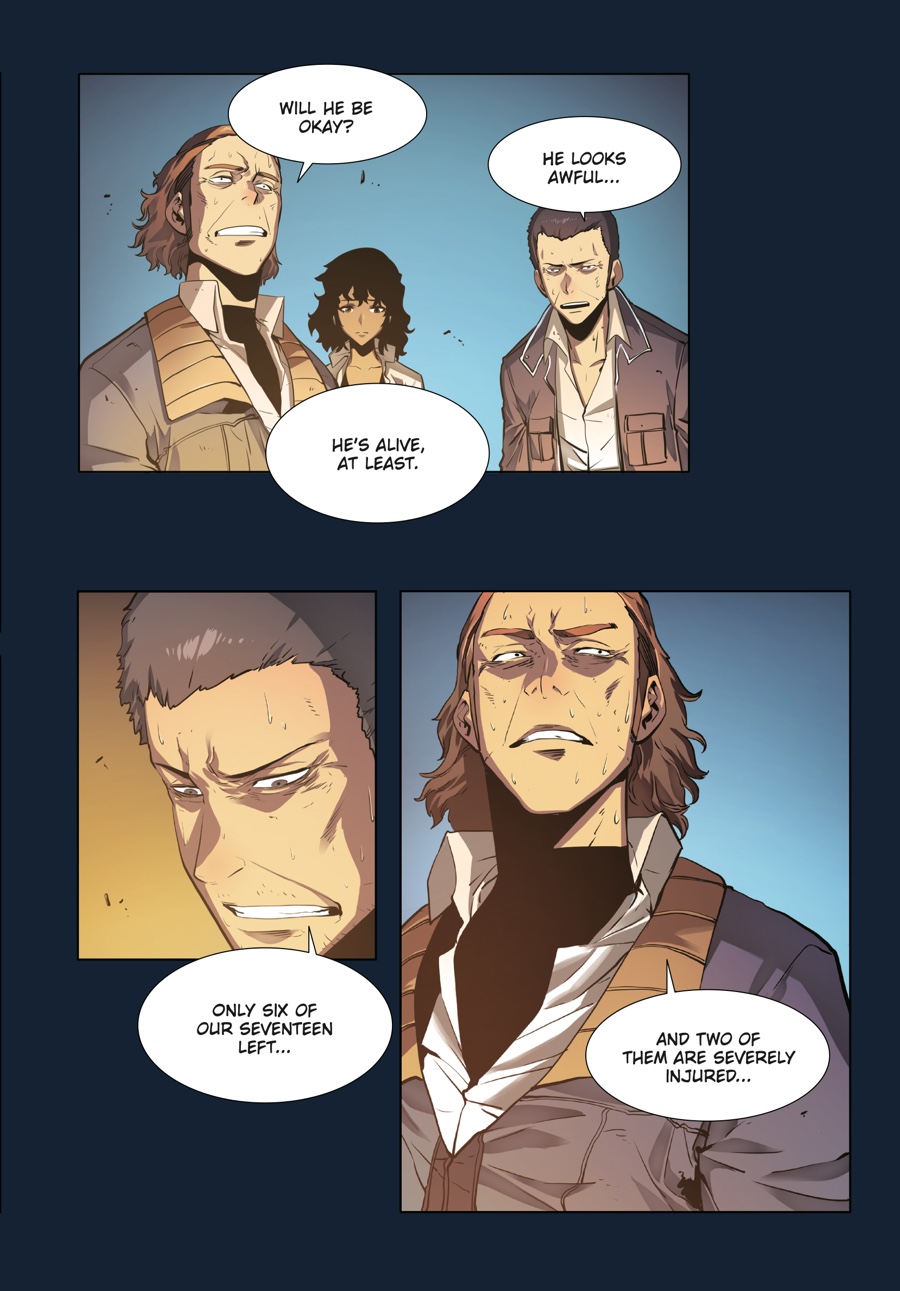 WILL HE BE
OKAY?
HE LOOKS
AWFUL...
HE'S ALIVE,
AT LEAST.
ONLY SIX OF
OUR SEVENTEEN
LEFT...
AND TWO OF
THEM ARE SEVERELY
INJURED...